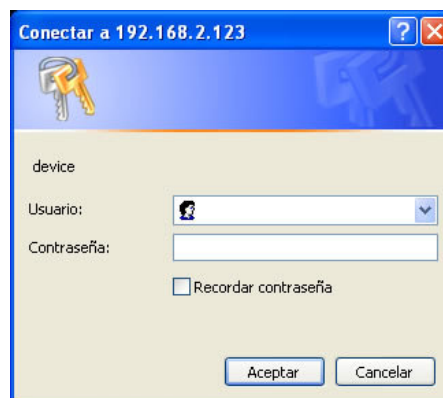 Conectar a 192.168.2.123
device
Usuario:
Contraseña:
Recordar contraseña
Aceptar Cancelar